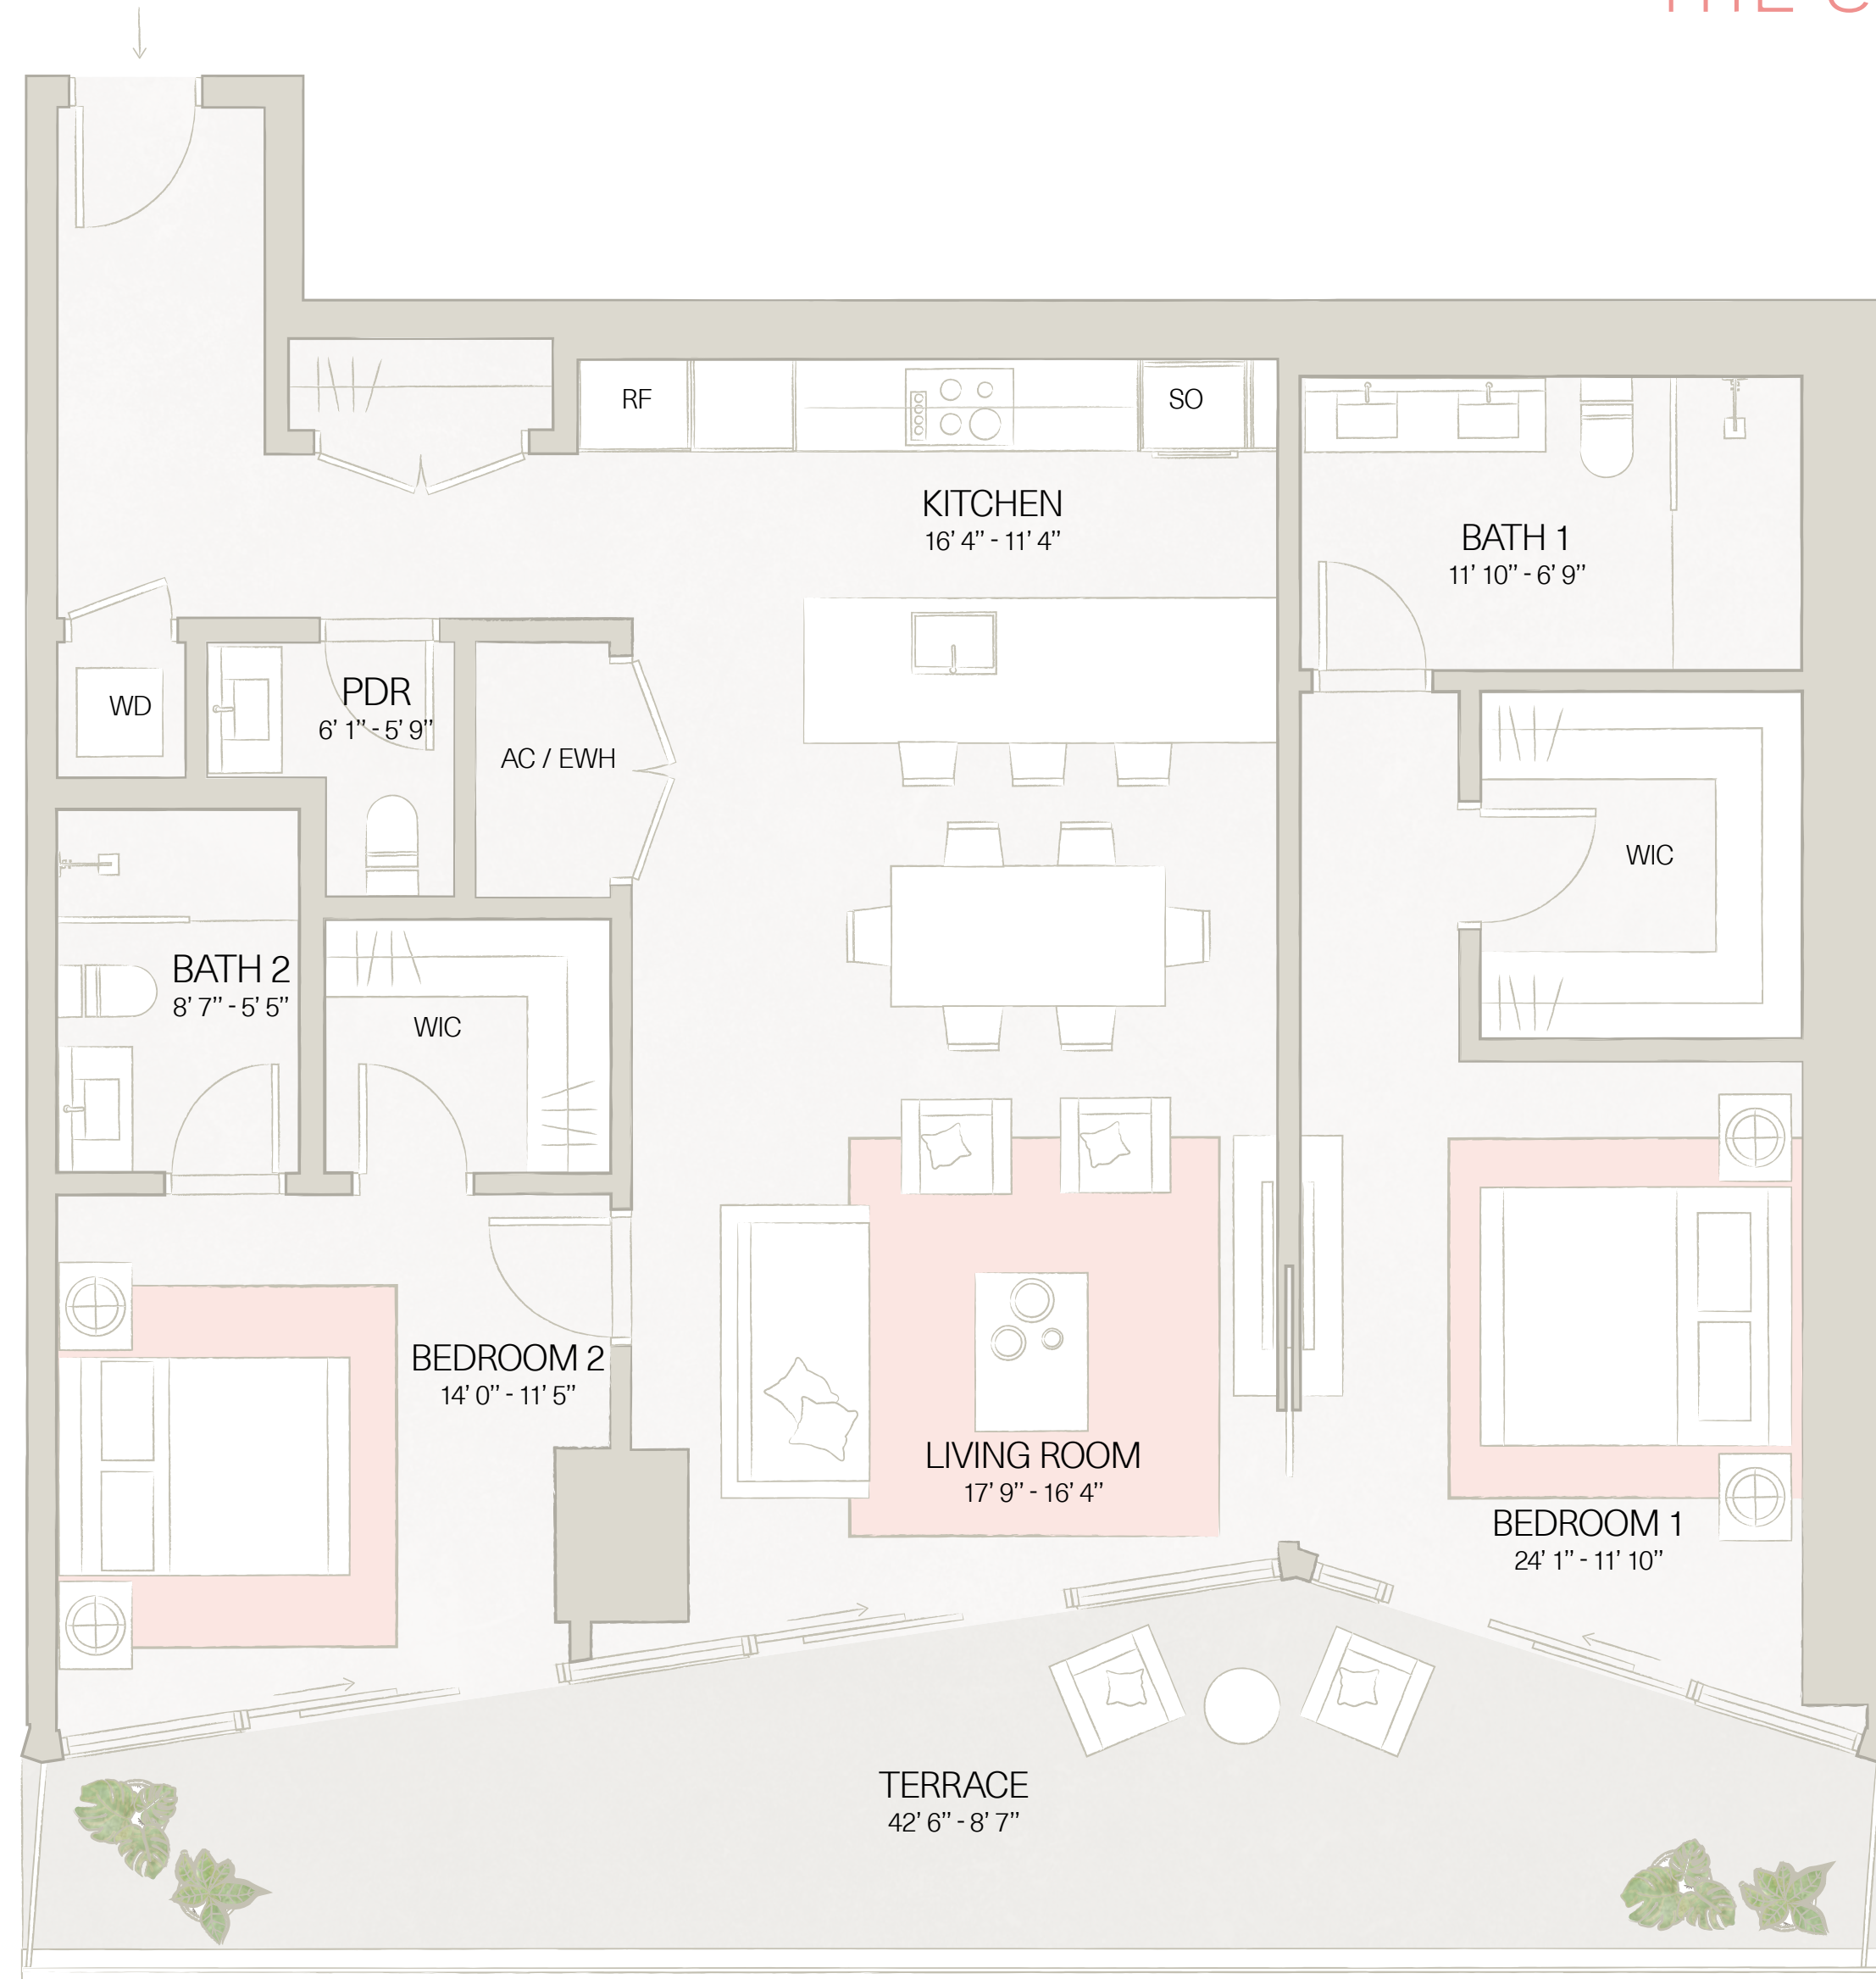 RF
SO
KITCHEN
16’ 4” - 11’ 4”
BATH 1
11’ 10” - 6’ 9”
WD
PDR
6’ 1” - 5’ 9”
AC / EWH
WIC
BATH 2
8’ 7” - 5’ 5”
WIC
BEDROOM 2
14’ 0” - 11’ 5”
LIVING ROOM
17’ 9” - 16’ 4”
BEDROOM 1
24’ 1” - 11’ 10”
TERRACE
42’ 6” - 8’ 7”